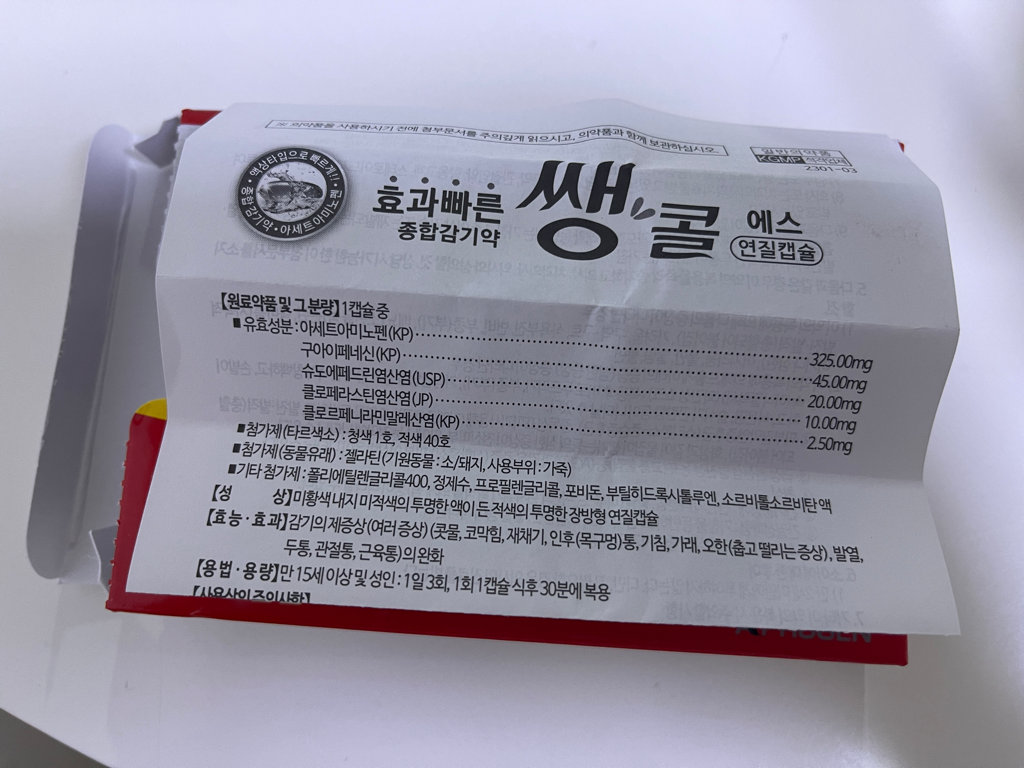 ※ 의약품을 사용하시기 전에 첨부문서를 주의깊게 읽으시고, 의약품과 함께 보관하십시오.
일반의약품
KGMP 적격업체
2301-03
액상타입으로 빠르게!!
종합감기약 · 아세트아미노펜
효과빠른
종합감기약
쌩콜
에스
연질캡슐
【원료약품 및 그 분량】 1캡슐 중
■ 유효성분 : 아세트아미노펜(KP) 325.00mg
구아이페네신(KP) 45.00mg
슈도에페드린염산염(USP) 20.00mg
클로페라스틴염산염(JP) 10.00mg
클로르페니라민말레산염(KP) 2.50mg
■ 첨가제(타르색소) : 청색 1호, 적색 40호
■ 첨가제(동물유래) : 젤라틴(기원동물 : 소/돼지, 사용부위 : 가죽)
■ 기타 첨가제 : 폴리에틸렌글리콜400, 정제수, 프로필렌글리콜, 포비돈, 부틸히드록시톨루엔, 소르비톨소르비탄 액
【성 상】 미황색 내지 미적색의 투명한 액이 든 적색의 투명한 장방형 연질캡슐
【효능·효과】 감기의 제증상(여러 증상) (콧물, 코막힘, 재채기, 인후(목구멍)통, 기침, 가래, 오한(춥고 떨리는 증상), 발열,
두통, 관절통, 근육통)의 완화
【용법·용량】 만 15세 이상 및 성인 : 1일 3회, 1회 1캡슐 식후 30분에 복용
【사용상의 주의사항】